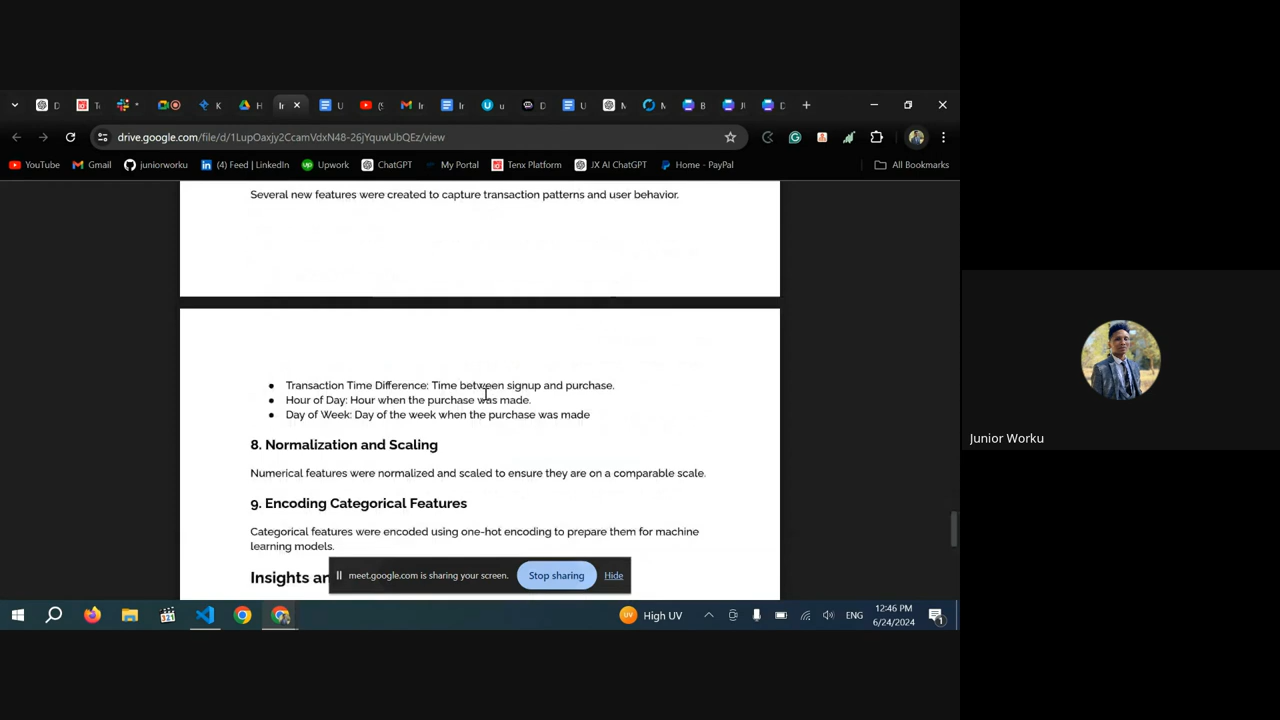 D
T
K
H
Ir
U
(S
Ir
Ir
u
D
U
M
M
B
Jl
D
drive.google.com/file/d/1LupOaxjy2CcamVdxN48-26jYquwUbQEz/view
YouTube
Gmail
juniorworku
(4) Feed | LinkedIn
Upwork
ChatGPT
My Portal
Tenx Platform
JX AI ChatGPT
Home - PayPal
All Bookmarks
Several new features were created to capture transaction patterns and user behavior.
● Transaction Time Difference: Time between signup and purchase.
● Hour of Day: Hour when the purchase was made.
● Day of Week: Day of the week when the purchase was made
8. Normalization and Scaling
Numerical features were normalized and scaled to ensure they are on a comparable scale.
9. Encoding Categorical Features
Categorical features were encoded using one-hot encoding to prepare them for machine
learning models.
Insights
meet.google.com is sharing your screen.
Stop sharing
Hide
UV
High UV
ENG
12:46 PM
6/24/2024
1
Junior Worku